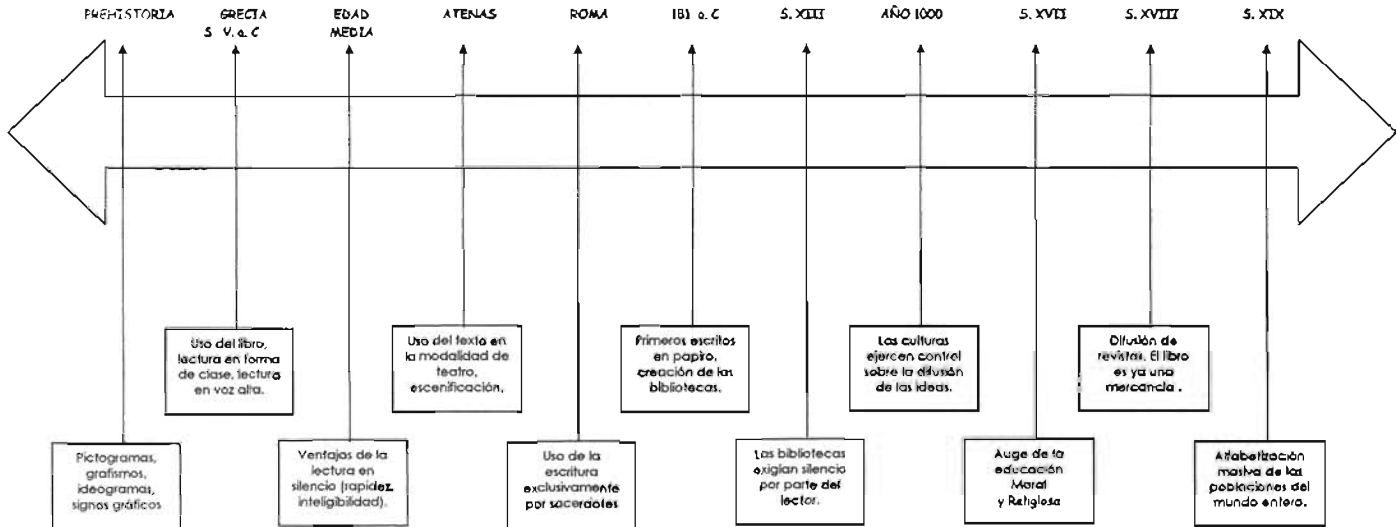 PREHISTORIA
GRECIA
S V. a. C
EDAD
MEDIA
ATENAS
ROMA
181 a. C
S. XIII
AÑO 1000
S. XVII
S. XVIII
S. XIX
Uso del libro,
lectura en forma
de clase, lectura
en voz alta.
Uso del texto en
la modalidad de
teatro,
escenificación.
Primeros escritos
en papiro,
creación de las
bibliotecas.
Las culturas
ejercen control
sobre la difusión
de las ideas.
Difusión de
revistas. El libro
es ya una
mercancía .
Pictogramas,
grafismos,
ideogramas,
signos gráficos
Ventajas de la
lectura en
silencio (rapidez,
inteligibilidad).
Uso de la
escritura
exclusivamente
por sacerdotes
Las bibliotecas
exigían silencio
por parte del
lector.
Auge de la
educación
Moral
y Religiosa
Alfabetización
masiva de las
poblaciones del
mundo entero.